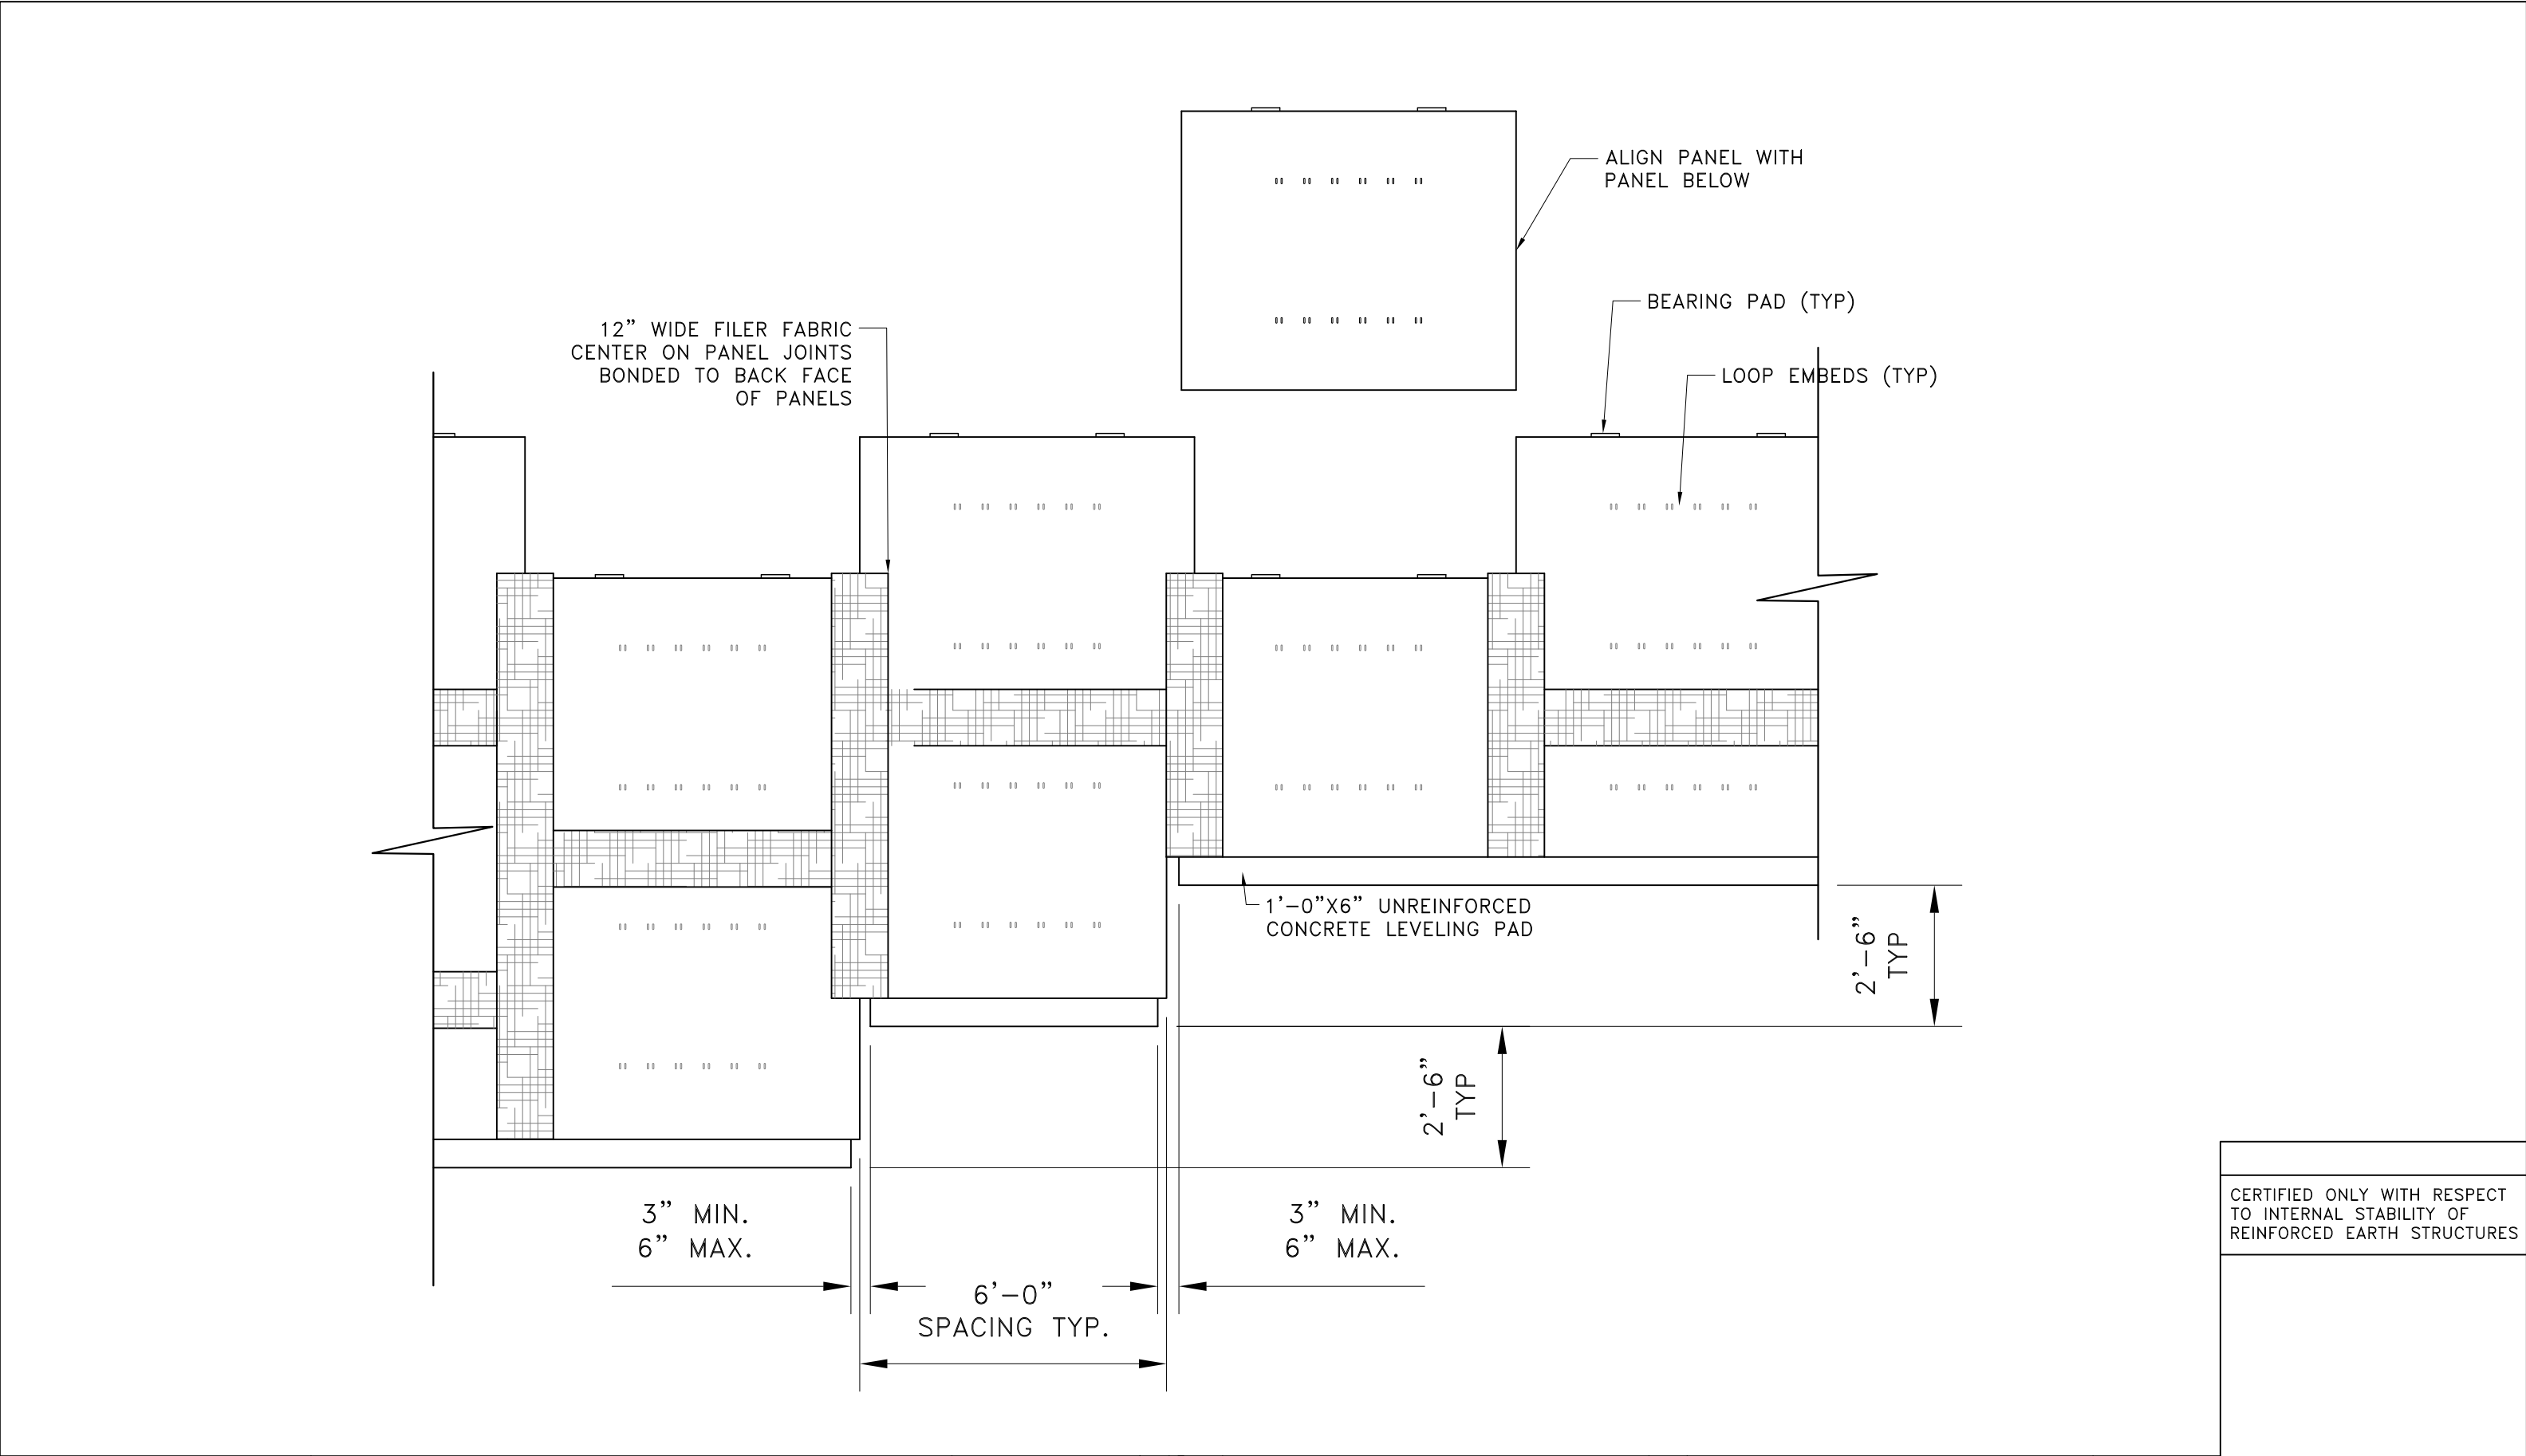 ALIGN PANEL WITH
PANEL BELOW
BEARING PAD (TYP)
12" WIDE FILER FABRIC
CENTER ON PANEL JOINTS
BONDED TO BACK FACE
OF PANELS
LOOP EMBEDS (TYP)
1'-0"X6" UNREINFORCED
CONCRETE LEVELING PAD
2'-6"
TYP
2'-6"
TYP
3" MIN.
6" MAX.
3" MIN.
6" MAX.
6'-0"
SPACING TYP.
CERTIFIED ONLY WITH RESPECT
TO INTERNAL STABILITY OF
REINFORCED EARTH STRUCTURES